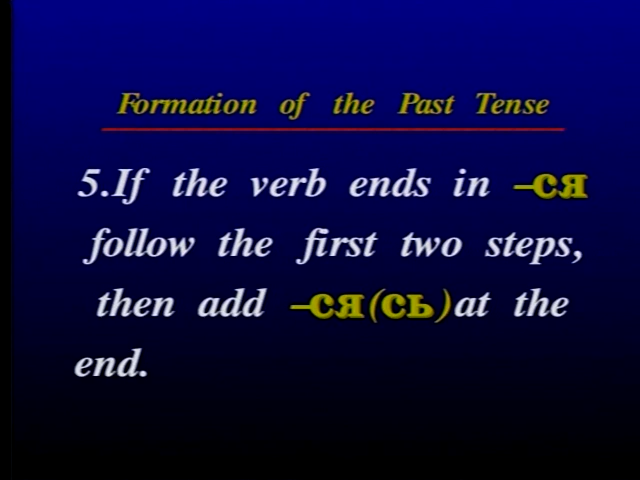 Formation of the Past Tense
5.If the verb ends in –ся
follow the first two steps,
then add –ся(сь)at the
end.